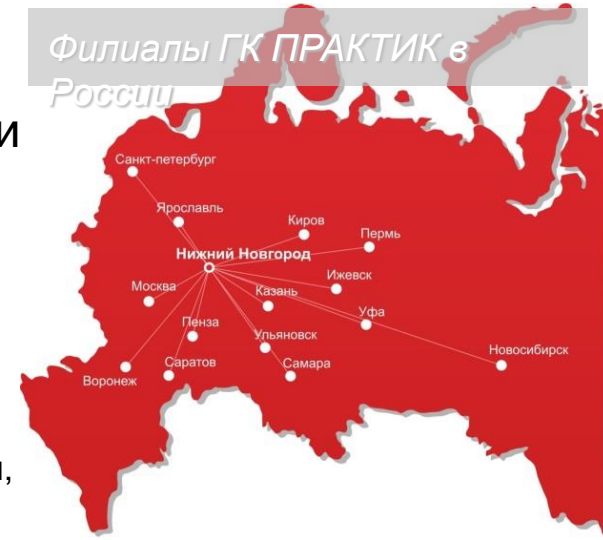 Филиалы ГК ПРАКТИК в
России
и
Санкт-петербург
Ярославль
Киров
Пермь
Нижний Новгород
Ижевск
Москва
Казань
Уфа
Пенза
Ульяновск
Новосибирск
Саратов
Самара
Воронеж